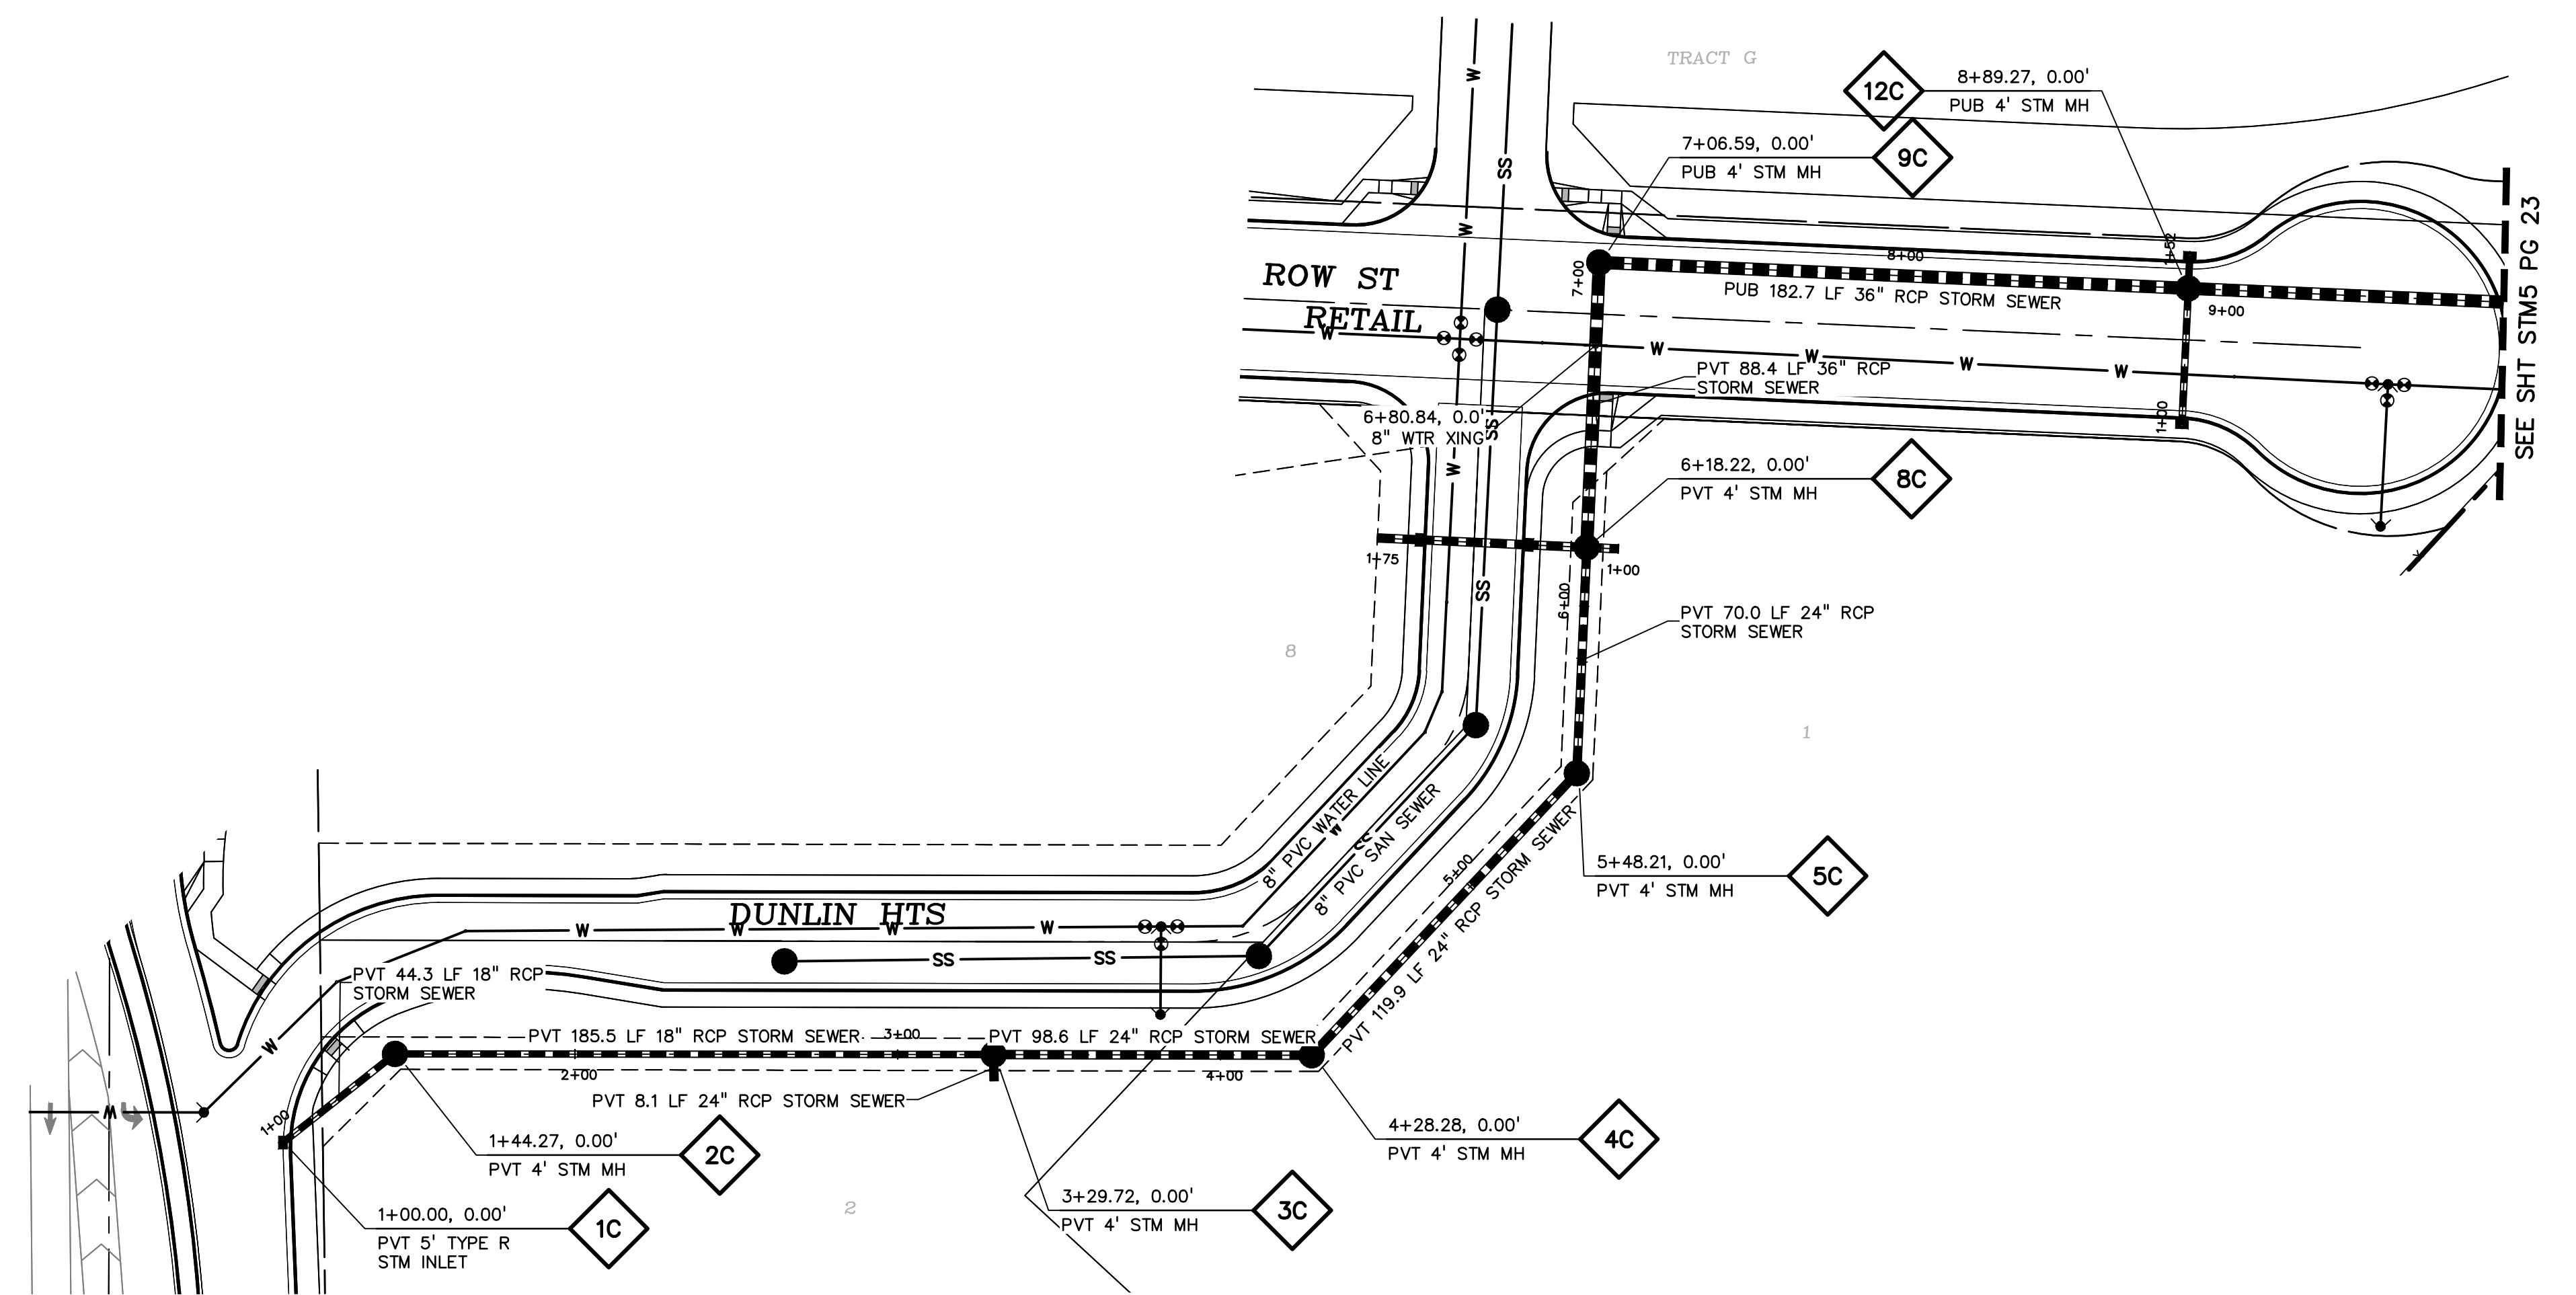 TRACT G
12C
8+89.27, 0.00'
PUB 4' STM MH
7+06.59, 0.00'
PUB 4' STM MH
9C
W
SS
W
SEE SHT STM5 PG 23
ROW ST
RETAIL
7+00
8+00
1+52
PUB 182.7 LF 36" RCP STORM SEWER
9+00
W
W
W
W
W
PVT 88.4 LF 36" RCP
STORM SEWER
1+00
6+80.84, 0.0'
8" WTR XING
SS
W
6+18.22, 0.00'
PVT 4' STM MH
8C
1+75
1+00
SS
6+00
PVT 70.0 LF 24" RCP
STORM SEWER
8
1
8" PVC WATER LINE
W
SS
8" PVC SAN SEWER
5+00
PVT 119.9 LF 24" RCP STORM SEWER
5+48.21, 0.00'
PVT 4' STM MH
5C
DUNLIN HTS
W
W
W
W
SS
SS
PVT 44.3 LF 18" RCP
STORM SEWER
W
PVT 185.5 LF 18" RCP STORM SEWER
3+00
PVT 98.6 LF 24" RCP STORM SEWER
2+00
4+00
PVT 8.1 LF 24" RCP STORM SEWER
W
1+00
1+44.27, 0.00'
PVT 4' STM MH
2C
4+28.28, 0.00'
PVT 4' STM MH
4C
3+29.72, 0.00'
PVT 4' STM MH
3C
2
1+00.00, 0.00'
PVT 5' TYPE R
STM INLET
1C